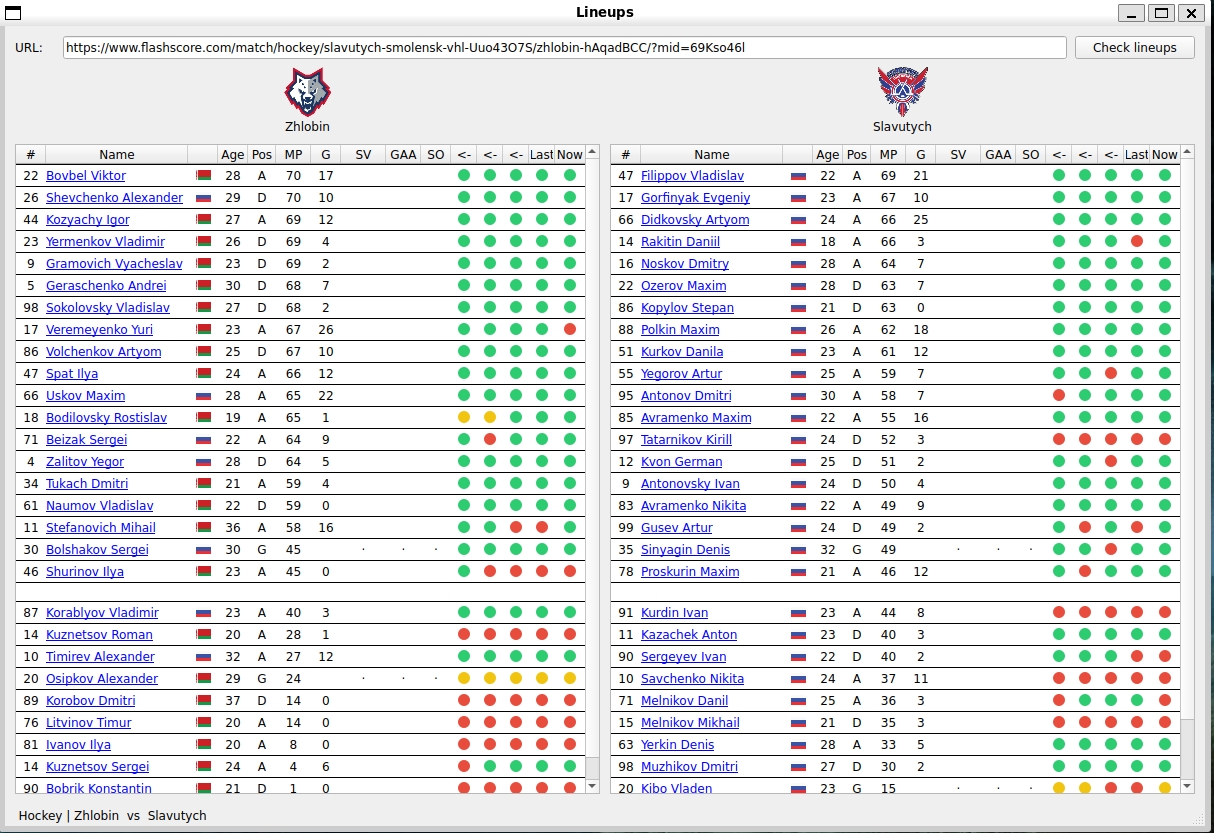 Lineups
URL: https://www.flashscore.com/match/hockey/slavutych-smolensk-vhl-Uuo43O7S/zhlobin-hAqadBCC/?mid=69Kso46l Check lineups
Zhlobin
# Name Age Pos MP G SV GAA SO <- <- <- Last Now
22 Bovbel Viktor 28 A 70 17
26 Shevchenko Alexander 29 D 70 10
44 Kozyachy Igor 27 A 69 12
23 Yermenkov Vladimir 26 D 69 4
9 Gramovich Vyacheslav 23 D 69 2
5 Geraschenko Andrei 30 D 68 7
98 Sokolovsky Vladislav 27 D 68 2
17 Veremeyenko Yuri 23 A 67 26
86 Volchenkov Artyom 25 D 67 10
47 Spat Ilya 24 A 66 12
66 Uskov Maxim 28 A 65 22
18 Bodilovsky Rostislav 19 A 65 1
71 Beizak Sergei 22 A 64 9
4 Zalitov Yegor 28 D 64 5
34 Tukach Dmitri 21 A 59 4
61 Naumov Vladislav 22 D 59 0
11 Stefanovich Mihail 36 A 58 16
30 Bolshakov Sergei 30 G 45 · · ·
46 Shurinov Ilya 23 A 45 0
87 Korablyov Vladimir 23 A 40 3
14 Kuznetsov Roman 20 A 28 1
10 Timirev Alexander 32 A 27 12
20 Osipkov Alexander 29 G 24 · · ·
89 Korobov Dmitri 37 D 14 0
76 Litvinov Timur 20 A 14 0
81 Ivanov Ilya 20 A 8 0
14 Kuznetsov Sergei 24 A 4 6
90 Bobrik Konstantin 21 D 1 0
Slavutych
# Name Age Pos MP G SV GAA SO <- <- <- Last Now
47 Filippov Vladislav 22 A 69 21
17 Gorfinyak Evgeniy 23 A 67 10
66 Didkovsky Artyom 24 A 66 25
14 Rakitin Daniil 18 A 66 3
16 Noskov Dmitry 28 A 64 7
22 Ozerov Maxim 28 D 63 7
86 Kopylov Stepan 21 D 63 0
88 Polkin Maxim 26 A 62 18
51 Kurkov Danila 23 A 61 12
55 Yegorov Artur 25 A 59 7
95 Antonov Dmitri 30 A 58 7
85 Avramenko Maxim 22 A 55 16
97 Tatarnikov Kirill 24 D 52 3
12 Kvon German 25 D 51 2
9 Antonovsky Ivan 24 D 50 4
83 Avramenko Nikita 22 A 49 9
99 Gusev Artur 24 D 49 2
35 Sinyagin Denis 32 G 49 · · ·
78 Proskurin Maxim 21 A 46 12
91 Kurdin Ivan 23 A 44 8
11 Kazachek Anton 23 D 40 3
90 Sergeyev Ivan 22 D 40 2
10 Savchenko Nikita 24 A 37 11
71 Melnikov Danil 25 A 36 3
15 Melnikov Mikhail 21 D 35 3
63 Yerkin Denis 28 A 33 5
98 Muzhikov Dmitri 27 D 30 2
20 Kibo Vladen 23 G 15 · · ·
Hockey | Zhlobin vs Slavutych